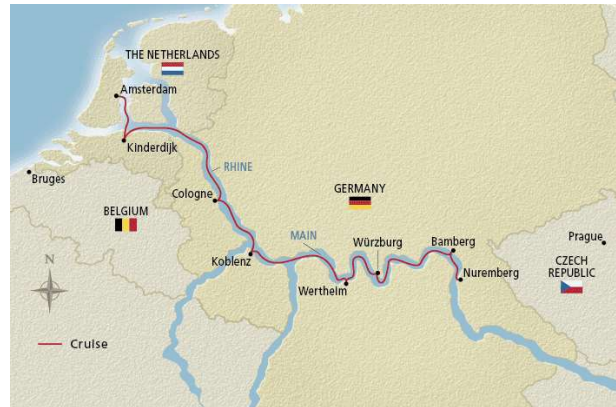 THE NETHERLANDS
Amsterdam
Kinderdijk
Bruges
RHINE
Cologne
GERMANY
BELGIUM
MAIN
Würzburg
Bamberg
Prague
Koblenz
CZECH
REPUBLIC
Nuremberg
Wertheim
N
Cruise